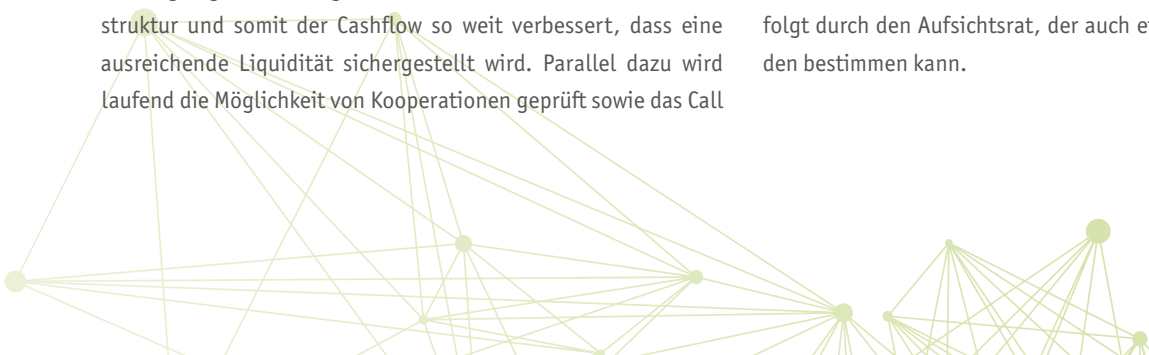 struktur und somit der Cashflow so weit verbessert, dass eine
ausreichende Liquidität sichergestellt wird. Parallel dazu wird
laufend die Möglichkeit von Kooperationen geprüft sowie das Call
folgt durch den Aufsichtsrat, der auch
den bestimmen kann.